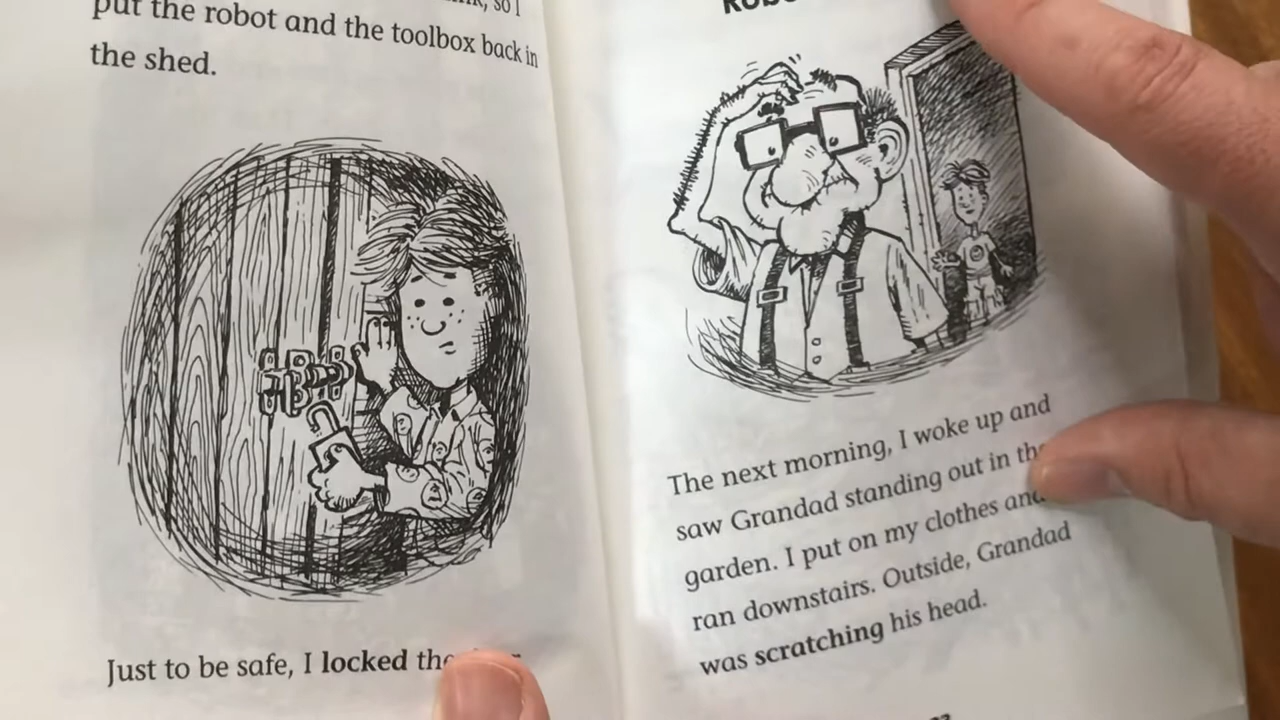 so I
put the robot and the toolbox back in
the shed.
Just to be safe, I locked the
The next morning, I woke up and
saw Grandad standing out in the
garden. I put on my clothes and
ran downstairs. Outside, Grandad
was scratching his head.